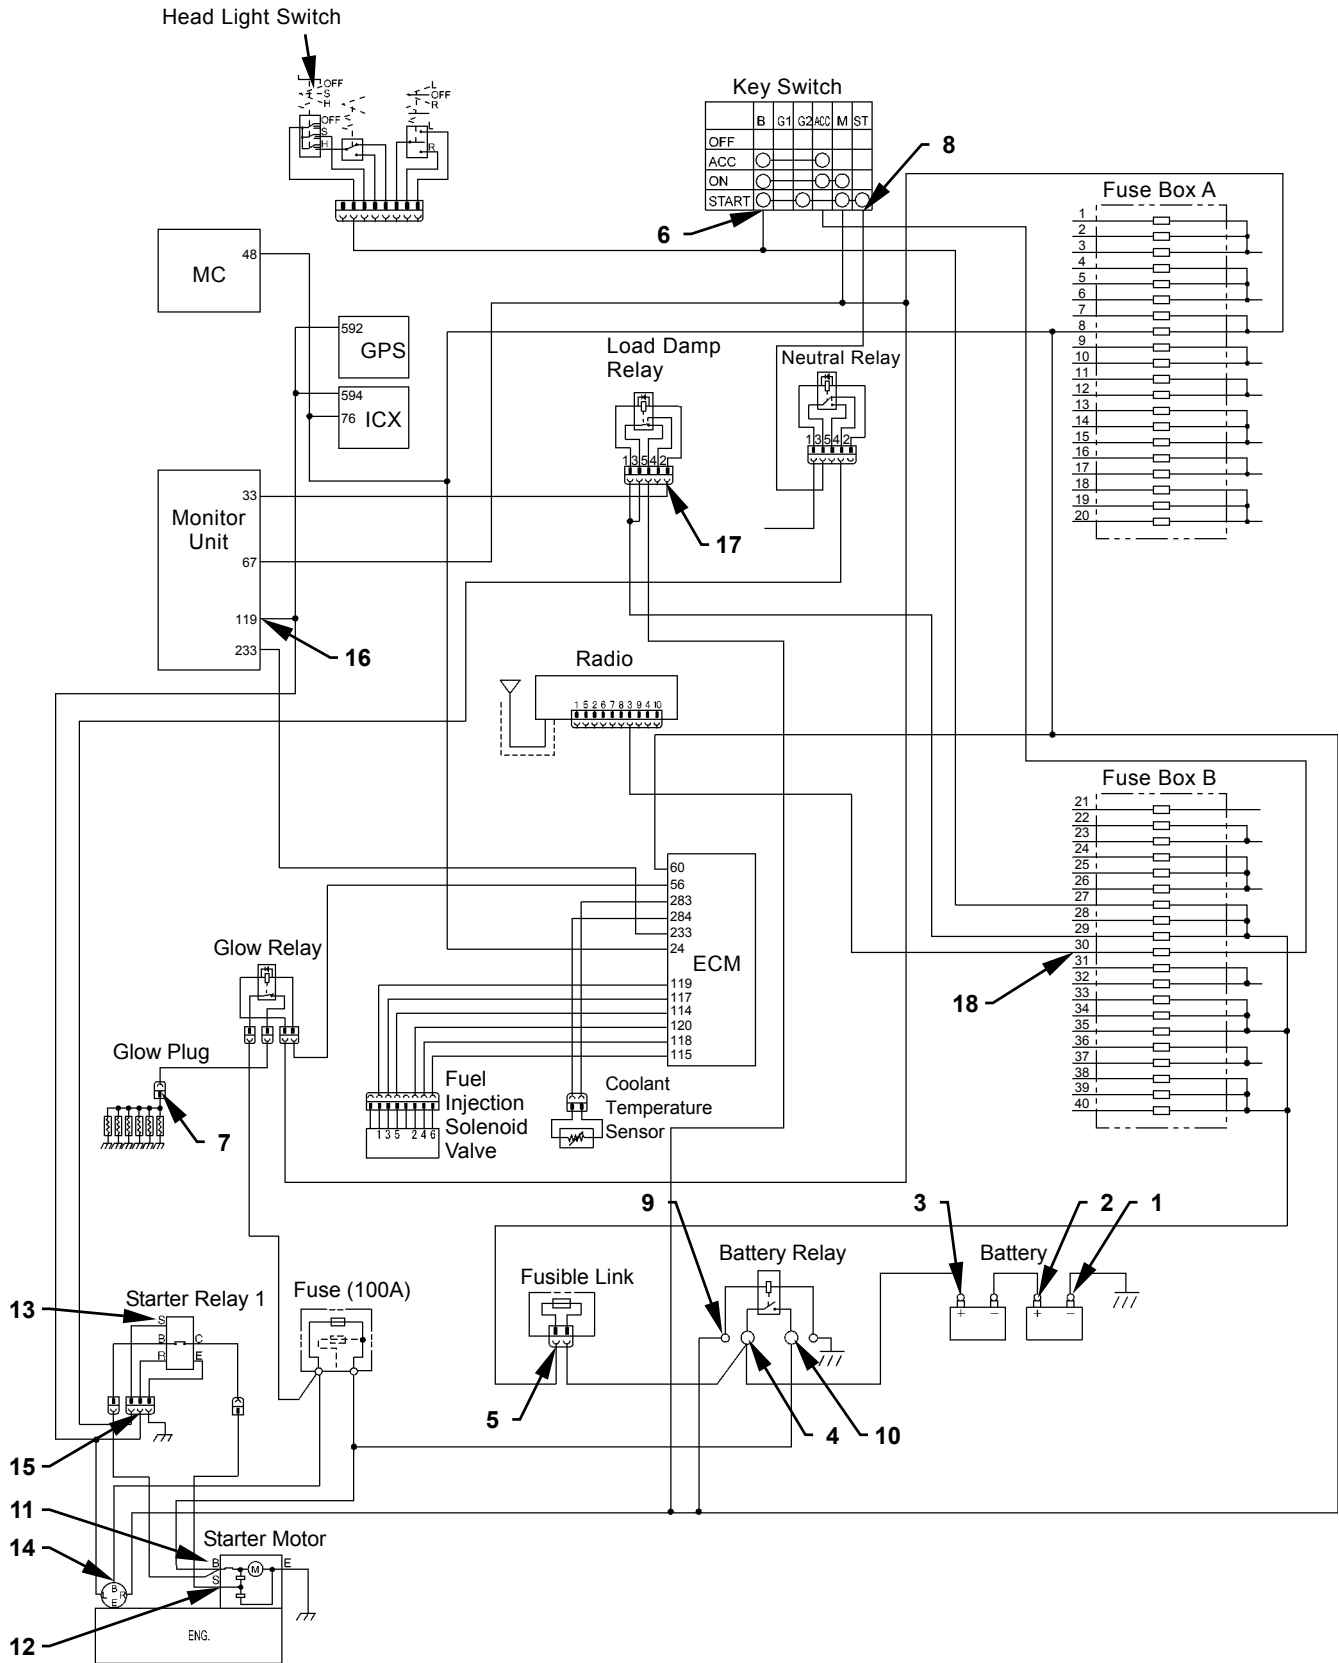 Head Light Switch
OFF
S
H
L
OFF
R
OFF
S
H
L
R
Key Switch
B G1 G2 ACC M ST
OFF
ACC
ON
START
8
6
Fuse Box A
1
2
3
4
5
6
7
8
9
10
11
12
13
14
15
16
17
18
19
20
MC
48
592
GPS
594
76 ICX
Load Damp
Relay
1 3 5 4 2
Neutral Relay
1 3 5 4 2
Monitor
Unit
33
67
119
233
17
16
Radio
1 5 2 6 7 8 3 9 4 10
Fuse Box B
21
22
23
24
25
26
27
28
29
30
31
32
33
34
35
36
37
38
39
40
18
60
56
283
284
233
24
ECM
119
117
114
120
118
115
Glow Relay
Glow Plug
7
Fuel
Injection
Solenoid
Valve
1 3 5 2 4 6
Coolant
Temperature
Sensor
9
3
2
1
Battery Relay
Battery
+ − + −
Fusible Link
5
4
10
Fuse (100A)
13
Starter Relay 1
S
B C
R E
15
11
14
Starter Motor
B
S
M
E
B
L R
E
12
ENG.